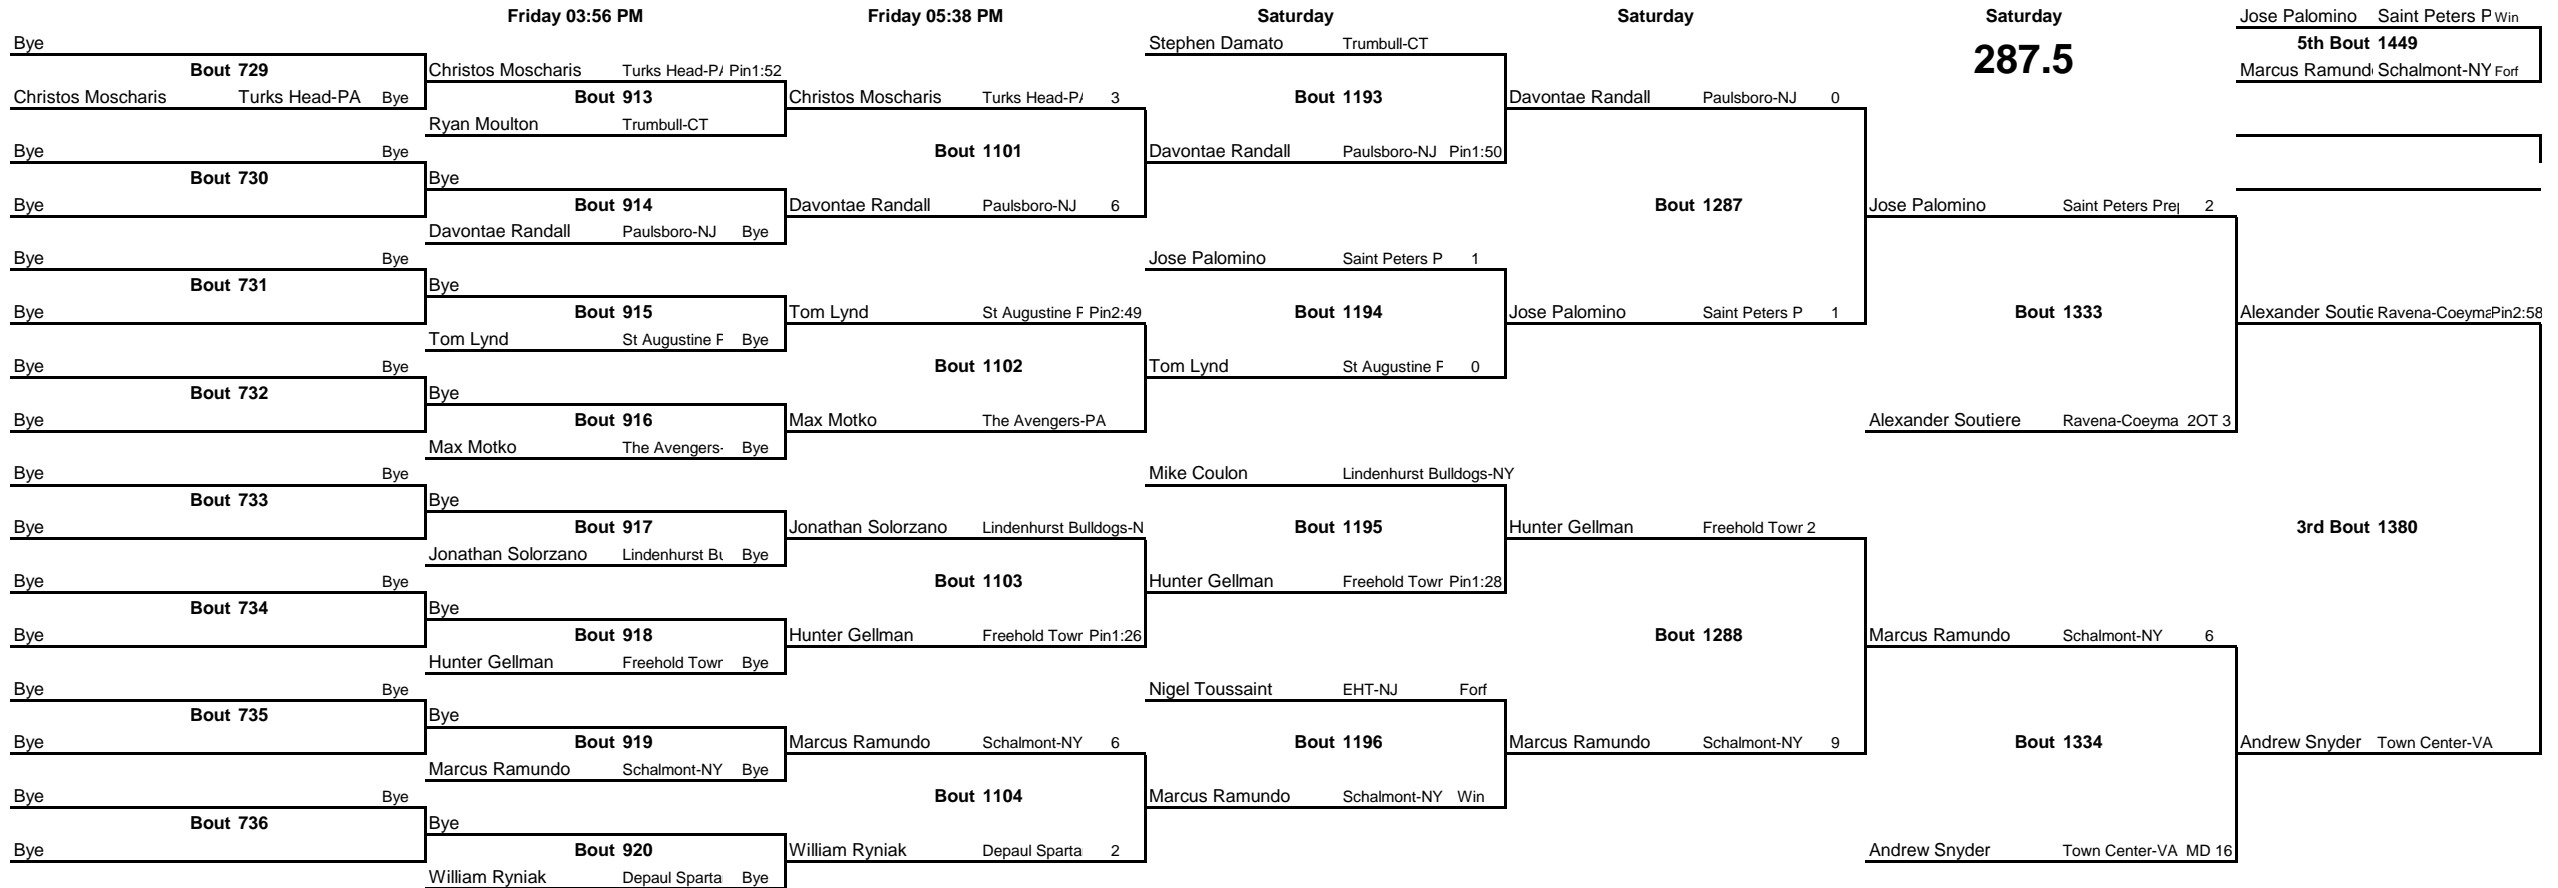 Friday 03:56 PM Friday 05:38 PM Saturday Saturday Saturday Jose Palomino Saint Peters P Win
Bye Stephen Damato Trumbull-CT 287.5 5th Bout 1449
Bout 729 Christos Moscharis Turks Head-PA Pin1:52 Marcus Ramundo Schalmont-NY Forf
Christos Moscharis Turks Head-PA Bye Bout 913 Christos Moscharis Turks Head-PA 3 Bout 1193 Davontae Randall Paulsboro-NJ 0
Ryan Moulton Trumbull-CT
Bye Bye Bout 1101 Davontae Randall Paulsboro-NJ Pin1:50
Bout 730 Bye
Bye Bout 914 Davontae Randall Paulsboro-NJ 6 Bout 1287 Jose Palomino Saint Peters Prep 2
Davontae Randall Paulsboro-NJ Bye
Bye Bye Jose Palomino Saint Peters P 1
Bout 731 Bye
Bye Bout 915 Tom Lynd St Augustine P Pin2:49 Bout 1194 Jose Palomino Saint Peters P 1 Bout 1333 Alexander Soutie Ravena-Coeyma Pin2:58
Tom Lynd St Augustine P Bye
Bye Bye Bout 1102 Tom Lynd St Augustine P 0
Bout 732 Bye
Bye Bout 916 Max Motko The Avengers-PA Alexander Soutiere Ravena-Coeyma 2OT 3
Max Motko The Avengers- Bye
Bye Bye Mike Coulon Lindenhurst Bulldogs-NY
Bout 733 Bye
Bye Bout 917 Jonathan Solorzano Lindenhurst Bulldogs-N Bout 1195 Hunter Gellman Freehold Towr 2 3rd Bout 1380
Jonathan Solorzano Lindenhurst Bu Bye
Bye Bye Bout 1103 Hunter Gellman Freehold Towr Pin1:28
Bout 734 Bye
Bye Bout 918 Hunter Gellman Freehold Towr Pin1:26 Bout 1288 Marcus Ramundo Schalmont-NY 6
Hunter Gellman Freehold Towr Bye
Bye Bye Nigel Toussaint EHT-NJ Forf
Bout 735 Bye
Bye Bout 919 Marcus Ramundo Schalmont-NY 6 Bout 1196 Marcus Ramundo Schalmont-NY 9 Bout 1334 Andrew Snyder Town Center-VA
Marcus Ramundo Schalmont-NY Bye
Bye Bye Bout 1104 Marcus Ramundo Schalmont-NY Win
Bout 736 Bye
Bye Bout 920 William Ryniak Depaul Sparta 2 Andrew Snyder Town Center-VA MD 16
William Ryniak Depaul Sparta Bye